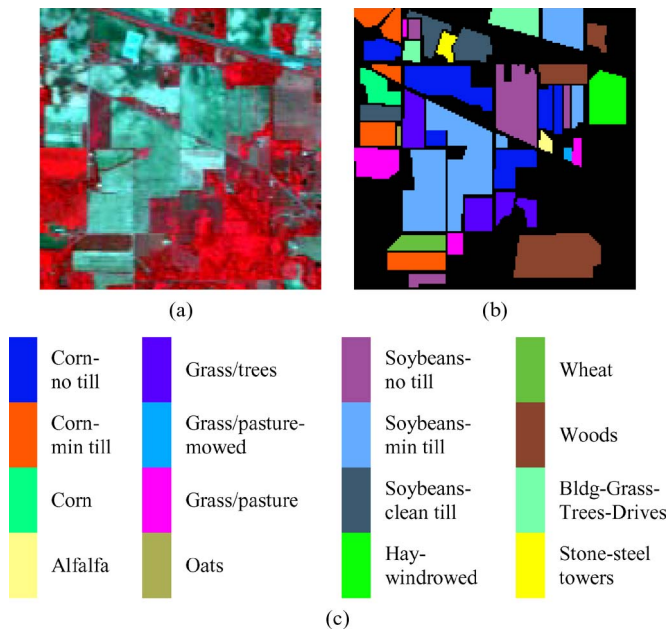 (a)
(b)
Corn-
no till
Corn-
min till
Corn
Alfalfa
Grass/trees
Grass/pasture-
mowed
Grass/pasture
Oats
Soybeans-
no till
Soybeans-
min till
Soybeans-
clean till
Hay-
windrowed
Wheat
Woods
Bldg-Grass-
Trees-Drives
Stone-steel
towers
(c)